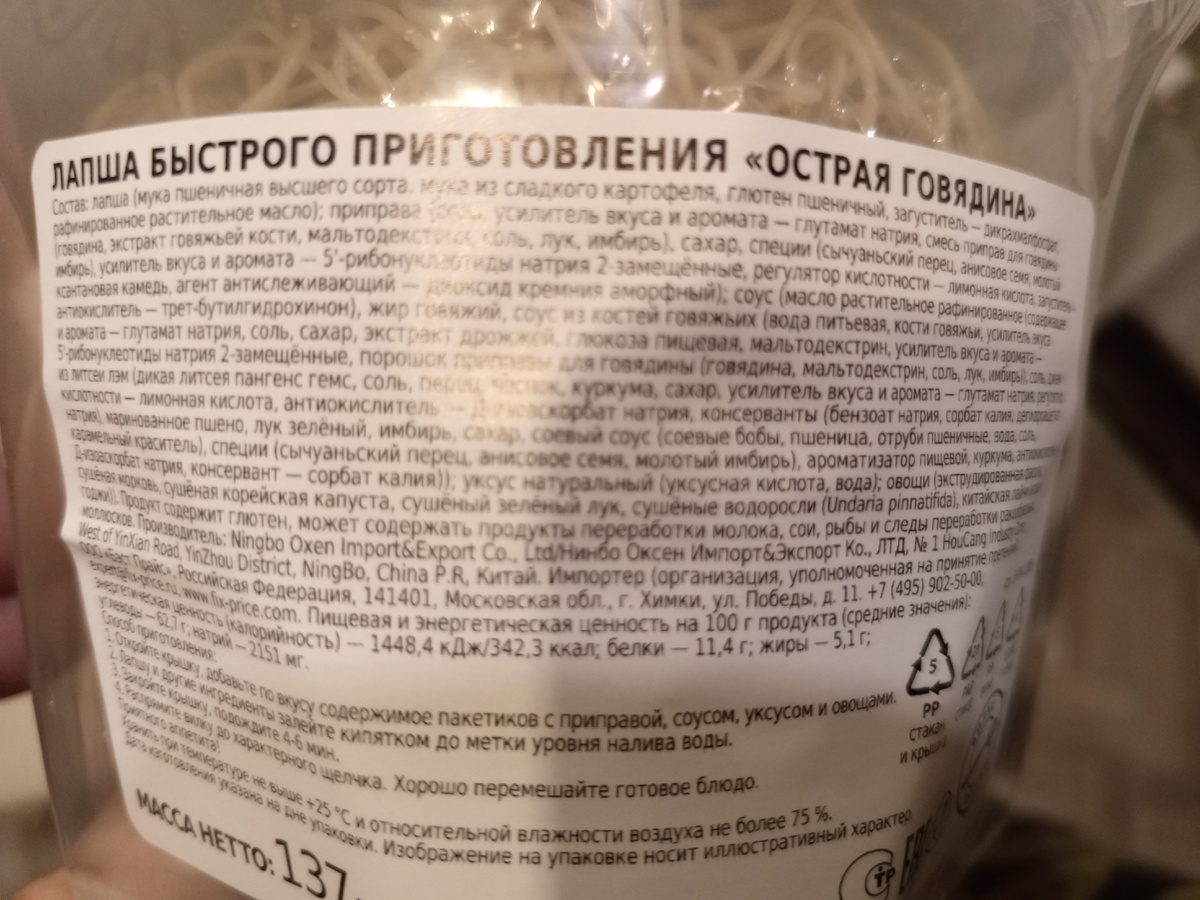 ЛАПША БЫСТРОГО ПРИГОТОВЛЕНИЯ «ОСТРАЯ ГОВЯДИНА»
Состав: лапша (мука пшеничная высшего сорта, мука из сладкого картофеля, глютен пшеничный, загуститель — дикрахмалфосфат,
рафинированное растительное масло); приправа усилитель вкуса и аромата — глутамат натрия, смесь приправ для говядины
(говядина, экстракт говяжьей кости, мальтодекстрин, соль, лук, имбирь), сахар, специи (сычуаньский перец, анисовое семя, молотый
имбирь), усилитель вкуса и аромата — 5'-рибонуклеотиды натрия 2-замещённые, регулятор кислотности — лимонная кислота, загуститель —
ксантановая камедь, агент антислеживающий — диоксид кремния аморфный); соус (масло растительное рафинированное (содержащее
антиокислитель — трет-бутилгидрохинон), жир говяжий, соус из костей говяжьих (вода питьевая, кости говяжьи, усилитель вкуса
и аромата — глутамат натрия, соль, сахар, экстракт дрожжей, глюкоза пищевая, мальтодекстрин, усилитель вкуса и аромата —
5'-рибонуклеотиды натрия 2-замещённые, порошок приправы для говядины (говядина, мальтодекстрин, соль, лук, имбирь)), соль,
из литсеи лэм (дикая литсея пангенс гемс, соль, перец, чеснок, куркума, сахар, усилитель вкуса и аромата — глутамат натрия, регулятор
кислотности — лимонная кислота, антиокислитель — D-изоаскорбат натрия, консерванты (бензоат натрия, сорбат калия, дегидроацетат
натрия), маринованное пшено, лук зелёный, имбирь, сахар, соевый соус (соевые бобы, пшеница, отруби пшеничные, вода, соль,
карамельный краситель), специи (сычуаньский перец, анисовое семя, молотый имбирь), ароматизатор пищевой, куркума, антиокислитель —
D-изоаскорбат натрия, консервант — сорбат калия)); уксус натуральный (уксусная кислота, вода); овощи (экструдированная
сушёная морковь, сушёная корейская капуста, сушёный зелёный лук, сушёные водоросли (Undaria pinnatifida), китайская
годжи)). Продукт содержит глютен, может содержать продукты переработки молока, сои, рыбы и следы переработки ракообразных,
моллюсков. Производитель: Ningbo Oxen Import&Export Co., Ltd/Нинбо Оксен Импорт&Экспорт Ко., ЛТД, № 1 HouCang Industry
West of YinXian Road, YinZhou District, NingBo, China P.R, Китай. Импортер (организация, уполномоченная на принятие претензий)
ООО «Бэст Прайс», Российская Федерация, 141401, Московская обл., г. Химки, ул. Победы, д. 11. +7 (495) 902-50-00,
expert@fix-price.ru, www.fix-price.com. Пищевая и энергетическая ценность на 100 г продукта (средние значения):
энергетическая ценность (калорийность) — 1448,4 кДж/342,3 ккал; белки — 11,4 г; жиры — 5,1 г;
углеводы — 62,7 г; натрий — 2151 мг.
Способ приготовления:
1. Откройте крышку, добавьте по вкусу содержимое пакетиков с приправой, соусом, уксусом и овощами.
2. Лапшу и другие ингредиенты залейте кипятком до метки уровня налива воды.
3. Закройте крышку, подождите 4-6 мин.
4. Распрямите вилку до характерного щелчка. Хорошо перемешайте готовое блюдо.
Приятного аппетита!
Хранить при температуре не выше +25 °С и относительной влажности воздуха не более 75 %.
Дата изготовления указана на дне упаковки. Изображение на упаковке носит иллюстративный характер.
МАССА НЕТТО: 137
5
PP
стакан
и крышка